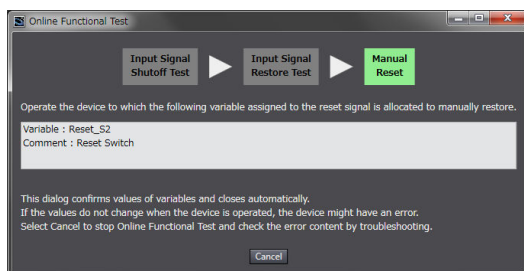 Online Functional Test
Input Signal
Shutoff Test
Input Signal
Restore Test
Manual
Reset
Operate the device to which the following variable assigned to the reset signal is allocated to manually restore.
Variable : Reset_S2
Comment : Reset Switch
This dialog confirms values of variables and closes automatically.
If the values do not change when the device is operated, the device might have an error.
Select Cancel to stop Online Functional Test and check the error content by troubleshooting.
Cancel